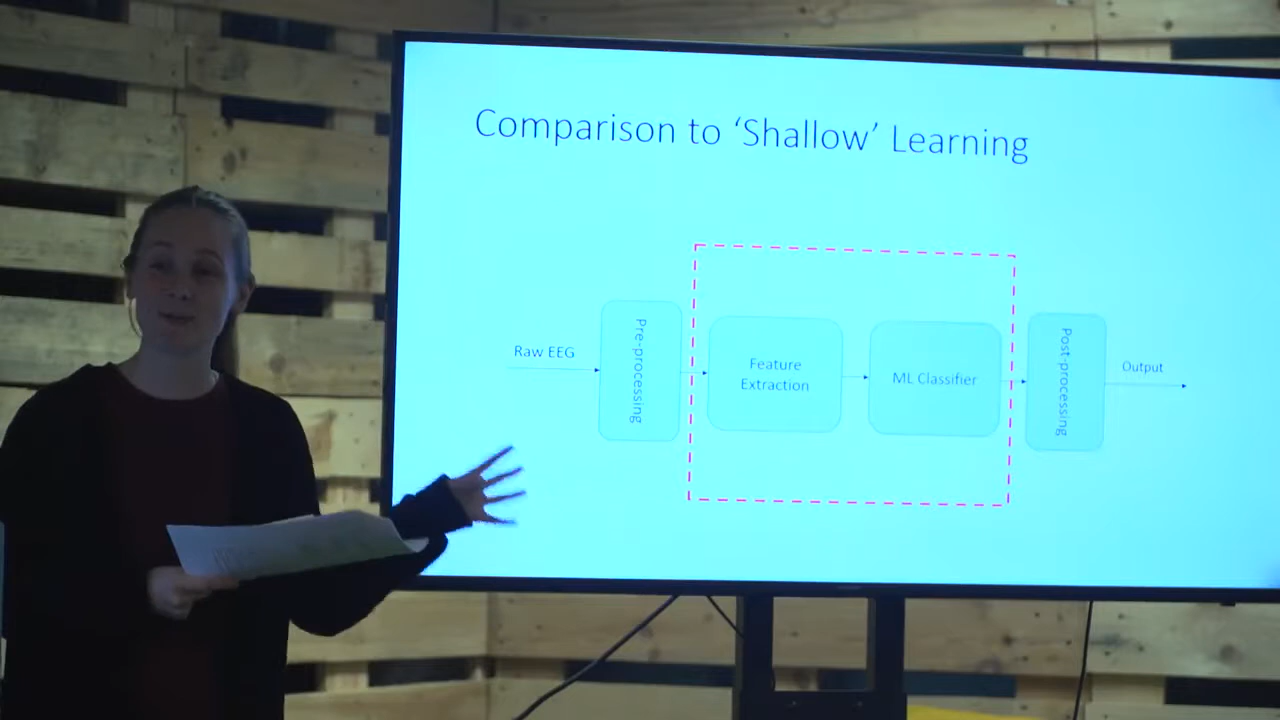 Comparison to ‘Shallow’ Learning
Raw EEG
Pre-processing
Feature
Extraction
ML Classifier
Post-processing
Output